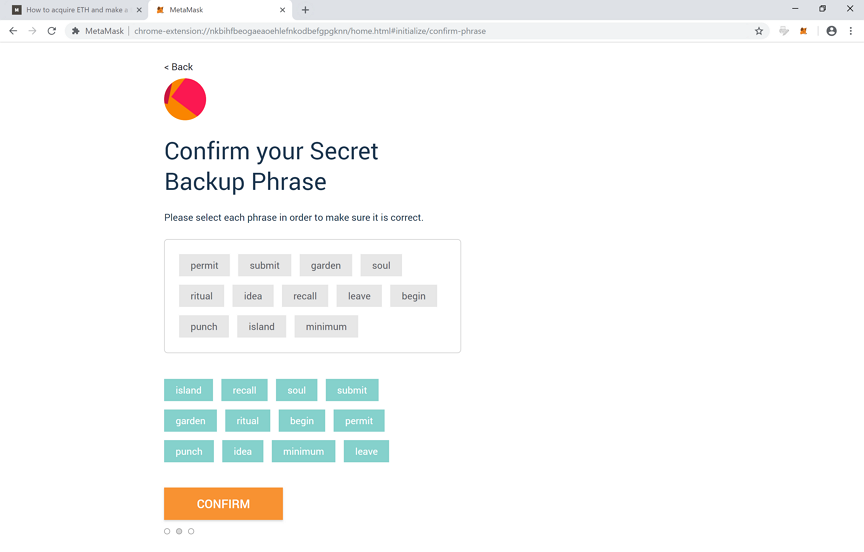 How to acquire ETH and make a
MetaMask
MetaMask | chrome-extension://nkbihfbeogaeaoehlefnkodbefgpgknn/home.html#initialize/confirm-phrase
< Back
Confirm your Secret
Backup Phrase
Please select each phrase in order to make sure it is correct.
permit submit garden soul
ritual idea recall leave begin
punch island minimum
island recall soul submit
garden ritual begin permit
punch idea minimum leave
CONFIRM